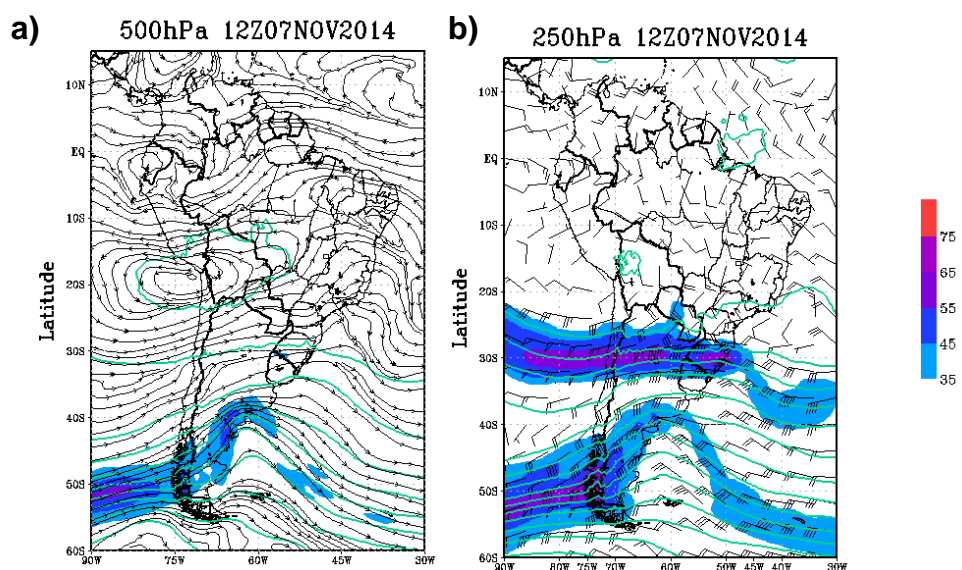 a) 500hPa 12Z07NOV2014
Latitude
10N
EQ
10S
20S
30S
40S
50S
60S
90W 75W 60W 45W 30W
b) 250hPa 12Z07NOV2014
Latitude
10N
EQ
10S
20S
30S
40S
50S
60S
90W 80W 75W 70W 60W 50W 45W 40W 30W
75
65
55
45
35